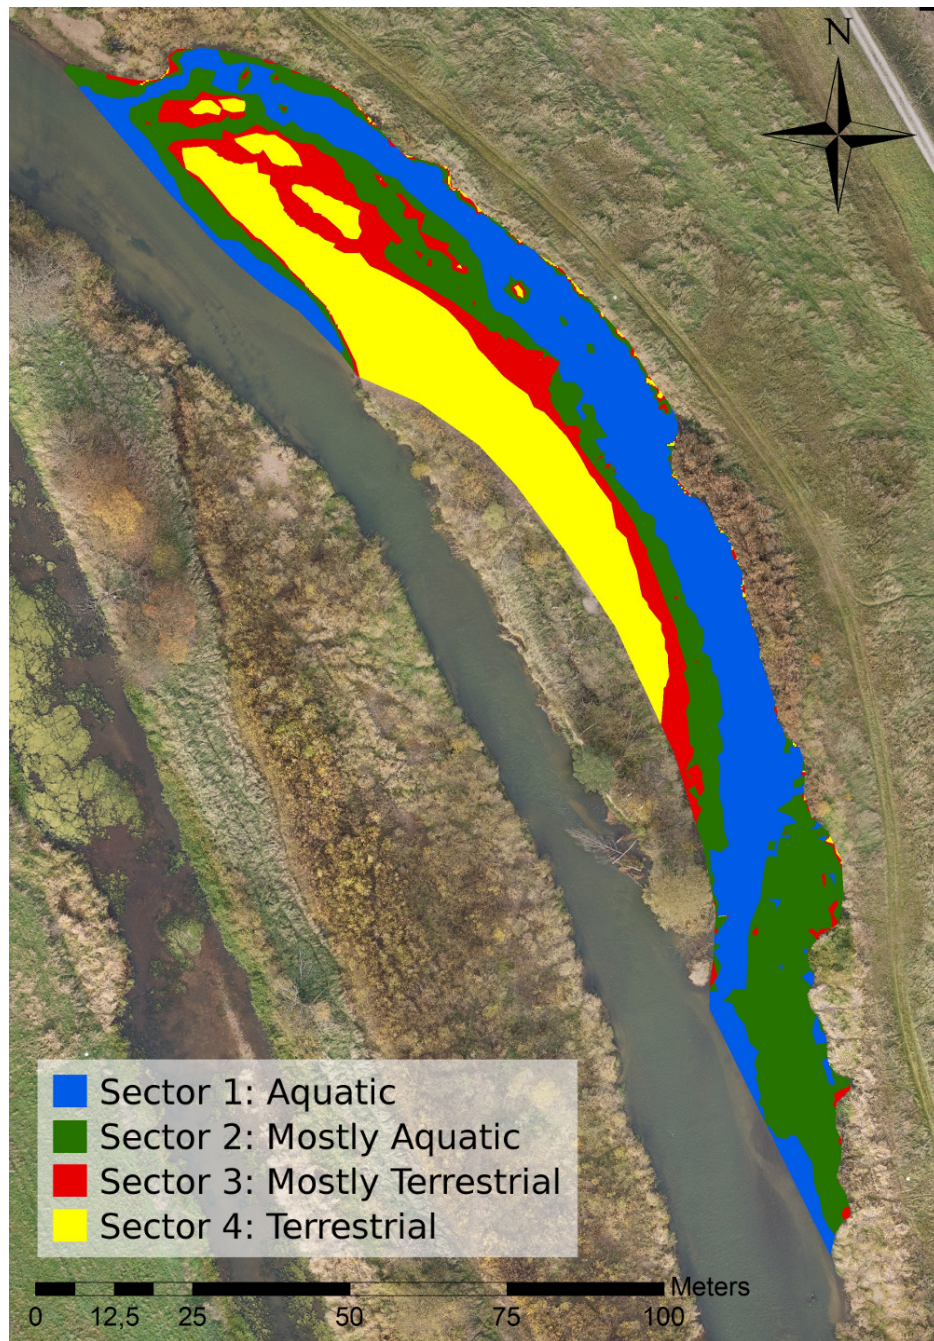 N
Sector 1: Aquatic
Sector 2: Mostly Aquatic
Sector 3: Mostly Terrestrial
Sector 4: Terrestrial
Meters
0 12,5 25 50 75 100